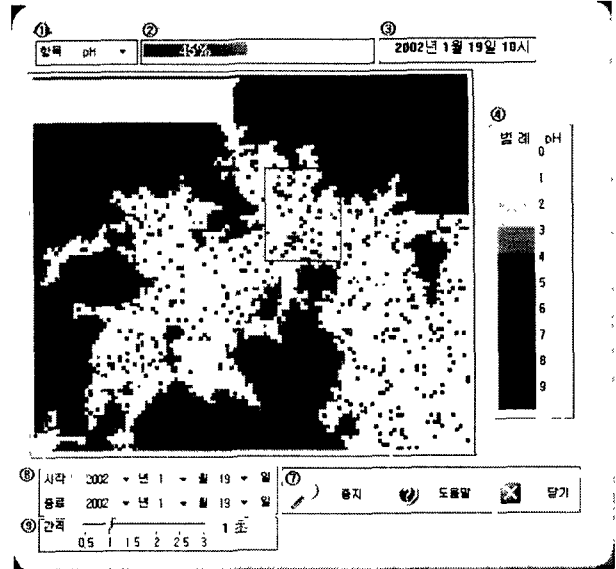 ① ② ③
항목 pH 45% 2002년 1월 19일 10시
④
범례 pH
0
1
2
3
4
5
6
7
8
9
⑧ 시작 2002 년 1 월 19 일
종료 2002 년 1 월 19 일
⑨ 간격 1 초
0.5 1 1.5 2 2.5 3
⑦ 중지 도움말 닫기